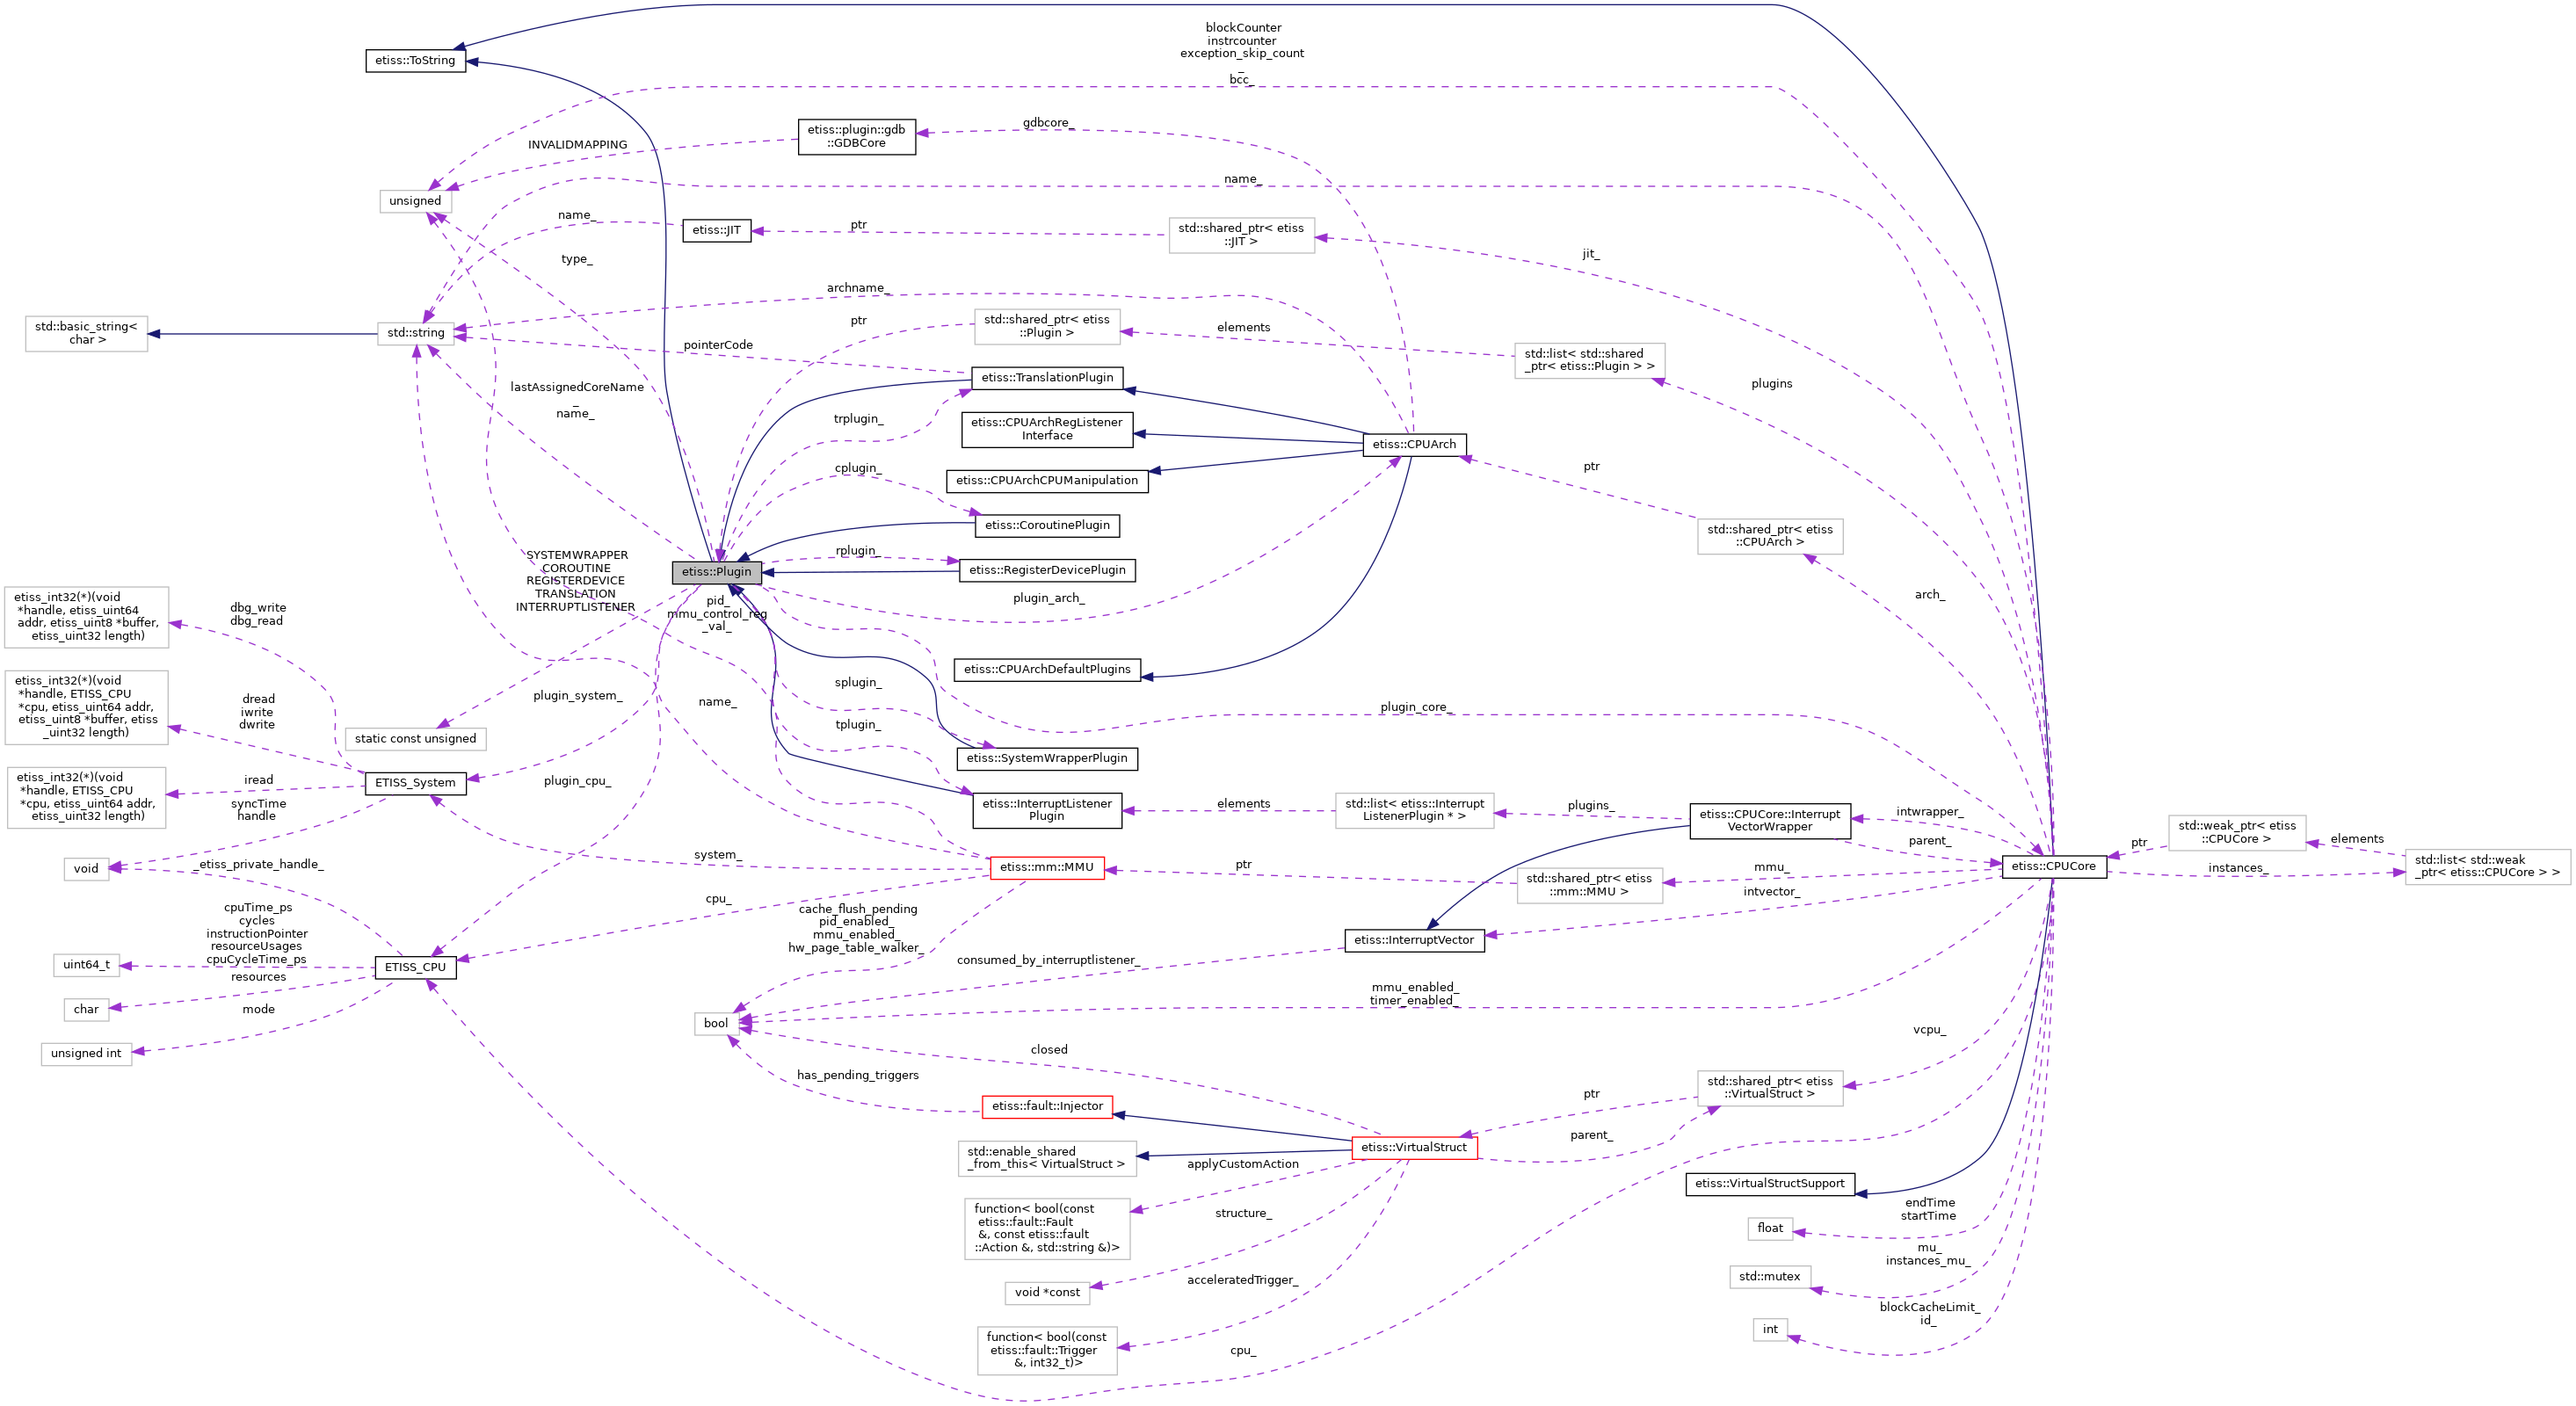 blockCounter
instrcounter
exception_skip_count
_
bcc_
etiss::ToString
etiss::plugin::gdb
::GDBCore
gdbcore_
INVALIDMAPPING
name_
unsigned
name_
etiss::JIT
ptr
std::shared_ptr< etiss
::JIT >
jit_
type_
archname_
std::basic_string<
char >
std::string
ptr
std::shared_ptr< etiss
::Plugin >
elements
std::list< std::shared
_ptr< etiss::Plugin > >
plugins
pointerCode
etiss::TranslationPlugin
lastAssignedCoreName
_
name_
trplugin_
etiss::CPUArchRegListener
Interface
etiss::CPUArch
cplugin_
etiss::CPUArchCPUManipulation
ptr
etiss::CoroutinePlugin
std::shared_ptr< etiss
::CPUArch >
SYSTEMWRAPPER
COROUTINE
REGISTERDEVICE
TRANSLATION
INTERRUPTLISTENER
etiss::Plugin
rplugin_
etiss::RegisterDevicePlugin
plugin_arch_
arch_
pid_
mmu_control_reg
_val_
etiss_int32(*)(void
*handle, etiss_uint64
addr, etiss_uint8 *buffer,
etiss_uint32 length)
dbg_write
dbg_read
etiss::CPUArchDefaultPlugins
etiss_int32(*)(void
*handle, ETISS_CPU
*cpu, etiss_uint64 addr,
etiss_uint8 *buffer, etiss
_uint32 length)
dread
iwrite
dwrite
plugin_system_
name_
splugin_
plugin_core_
static const unsigned
tplugin_
etiss::SystemWrapperPlugin
etiss_int32(*)(void
*handle, ETISS_CPU
*cpu, etiss_uint64 addr,
etiss_uint32 length)
iread
syncTime
handle
ETISS_System
plugin_cpu_
etiss::InterruptListener
Plugin
elements
std::list< etiss::Interrupt
ListenerPlugin * >
plugins_
etiss::CPUCore::Interrupt
VectorWrapper
intwrapper_
parent_
etiss::CPUCore
ptr
std::weak_ptr< etiss
::CPUCore >
elements
std::list< std::weak
_ptr< etiss::CPUCore > >
instances_
void
_etiss_private_handle_
system_
etiss::mm::MMU
ptr
std::shared_ptr< etiss
::mm::MMU >
mmu_
intvector_
cpu_
cpuTime_ps
cycles
instructionPointer
resourceUsages
cpuCycleTime_ps
cache_flush_pending
pid_enabled_
mmu_enabled_
hw_page_table_walker_
etiss::InterruptVector
uint64_t
resources
ETISS_CPU
consumed_by_interruptlistener_
char
mode
unsigned int
bool
mmu_enabled_
timer_enabled_
closed
vcpu_
has_pending_triggers
etiss::fault::Injector
ptr
std::shared_ptr< etiss
::VirtualStruct >
parent_
etiss::VirtualStruct
std::enable_shared
_from_this< VirtualStruct >
applyCustomAction
etiss::VirtualStructSupport
function< bool(const
etiss::fault::Fault
&, const etiss::fault
::Action &, std::string &)>
structure_
endTime
startTime
float
void *const
acceleratedTrigger_
mu_
instances_mu_
std::mutex
function< bool(const
etiss::fault::Trigger
&, int32_t)>
cpu_
blockCacheLimit_
id_
int